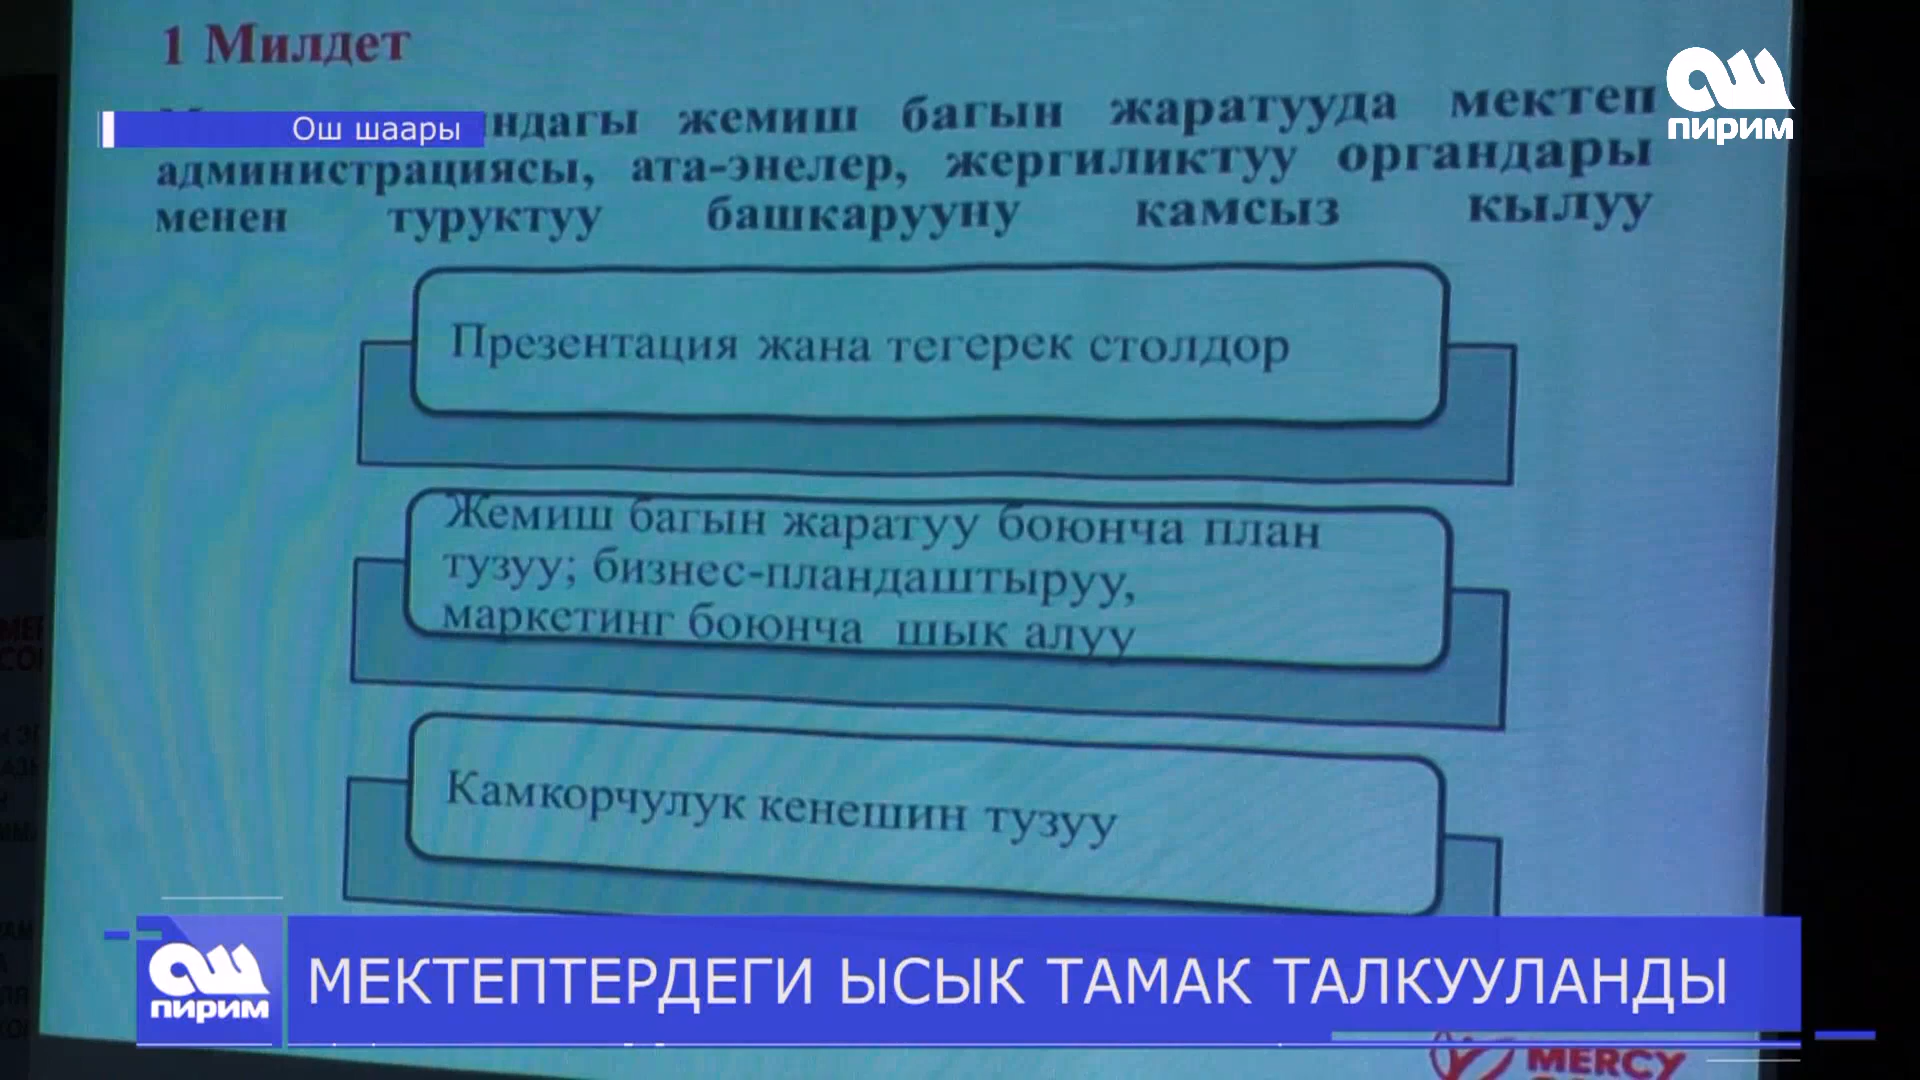 1 Милдет
жемиш багын жаратууда мектеп
Ош шаары
администрациясы, ата-энелер, жергиликтуу органдары
менен туруктуу башкарууну камсыз кылуу
Презентация жана тегерек столдор
Жемиш багын жаратуу боюнча план
тузуу; бизнес-пландаштыруу,
маркетинг боюнча шык алуу
Камкорчулук кенешин тузуу
ош
пирим
МЕКТЕПТЕРДЕГИ ЫСЫК ТАМАК ТАЛКУУЛАНДЫ
ош
пирим
MERCY